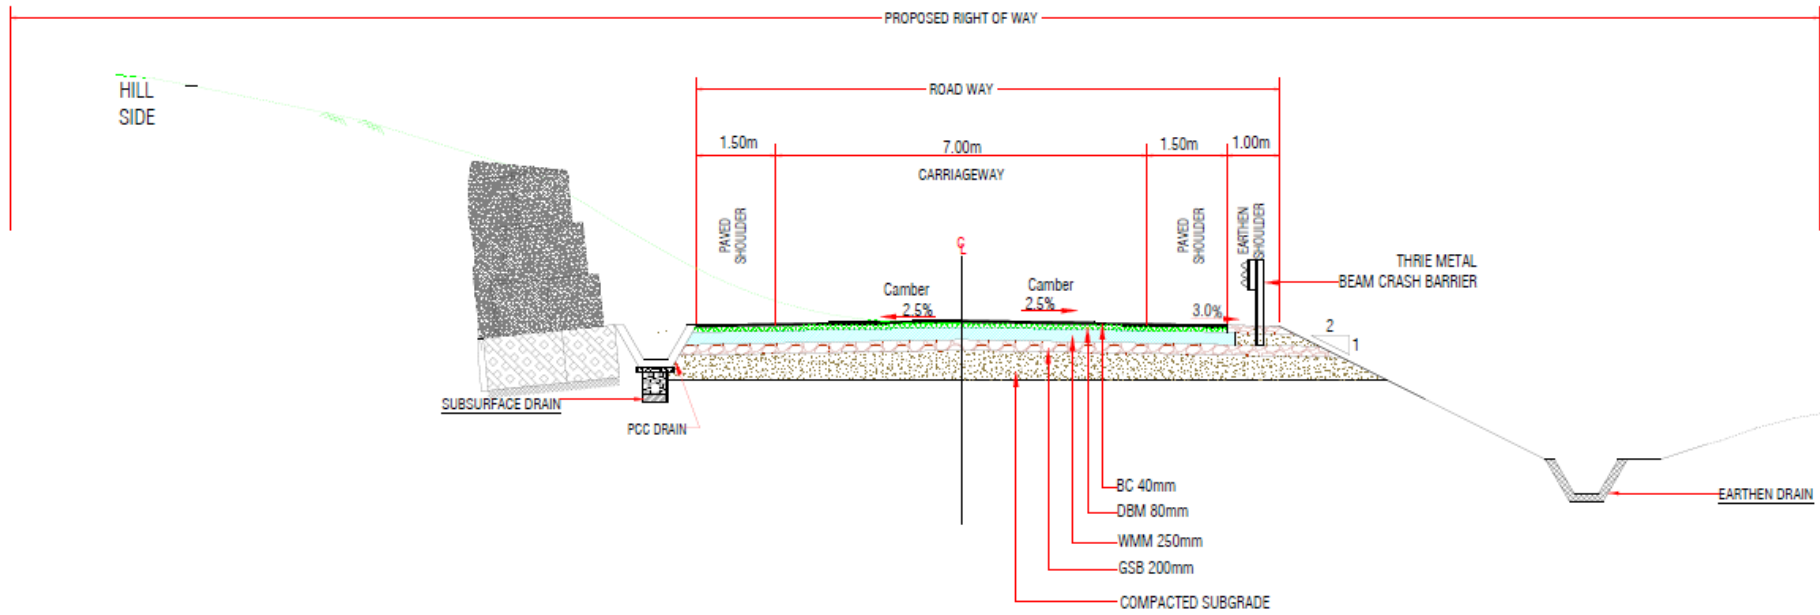 PROPOSED RIGHT OF WAY
HILL
SIDE
ROAD WAY
1.50m
7.00m
1.50m
1.00m
CARRIAGEWAY
PAVED
SHOULDER
PAVED
SHOULDER
EARTHEN
SHOULDER
C
L
THRIE METAL
BEAM CRASH BARRIER
Camber
2.5%
Camber
2.5%
3.0%
2
1
SUBSURFACE DRAIN
PCC DRAIN
BC 40mm
DBM 80mm
WMM 250mm
GSB 200mm
COMPACTED SUBGRADE
EARTHEN DRAIN